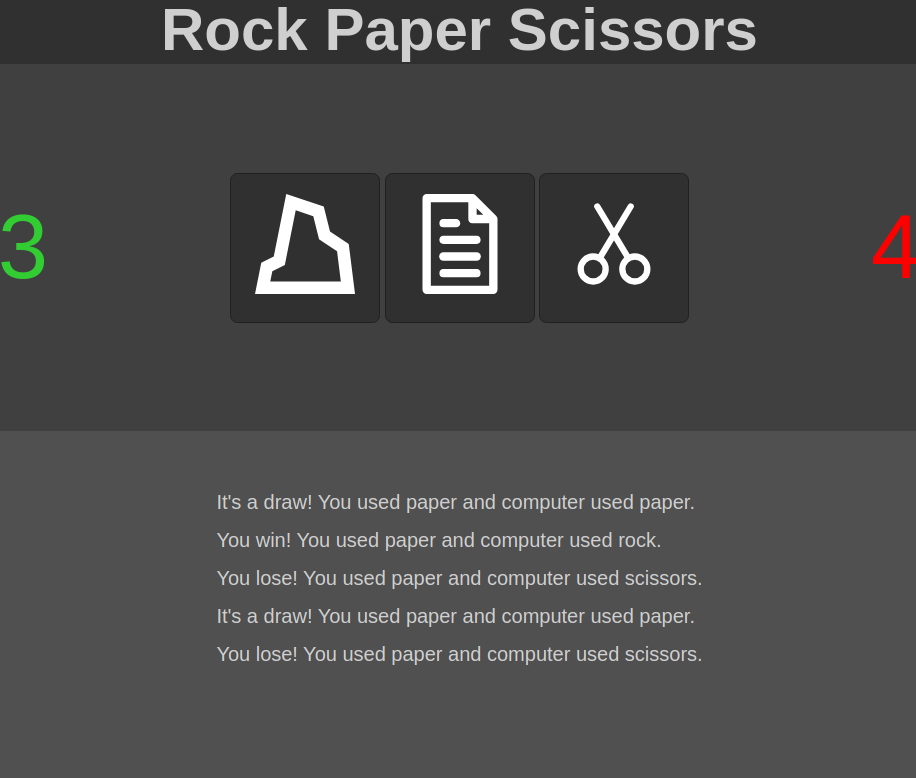 Rock Paper Scissors
3
4
It's a draw! You used paper and computer used paper.
You win! You used paper and computer used rock.
You lose! You used paper and computer used scissors.
It's a draw! You used paper and computer used paper.
You lose! You used paper and computer used scissors.